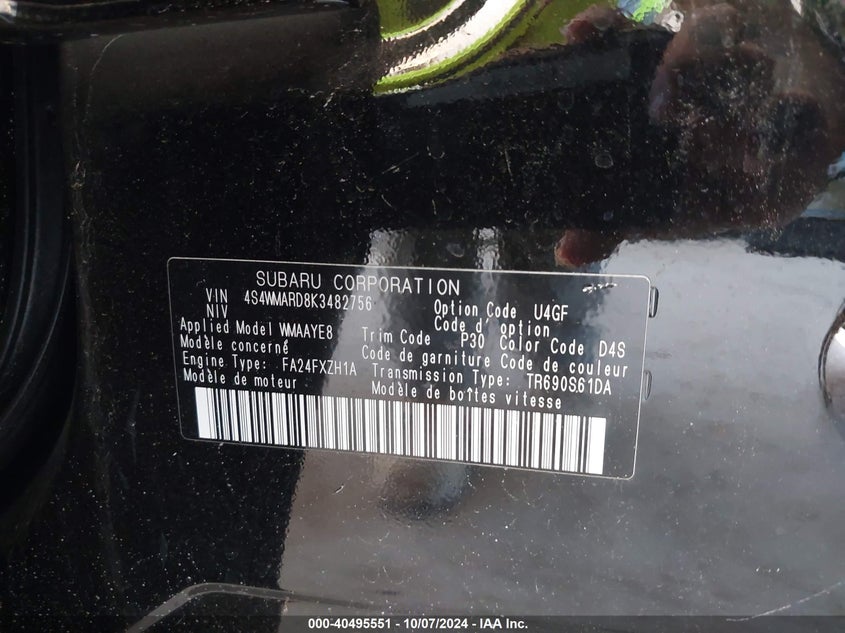 SUBARU CORPORATION
VIN 4S4WMARD8K3482756 Option Code U4GF
NIV Code d'option
Applied Model WMAAYE8 Trim Code P30 Color Code D4S
Modèle concerné Code de garniture Code de couleur
Engine Type: FA24FXZH1A Transmission Type: TR690S61DA
Modèle de moteur Modèle de boîtes vitesse
000-40495551 - 10/07/2024 - IAA Inc.